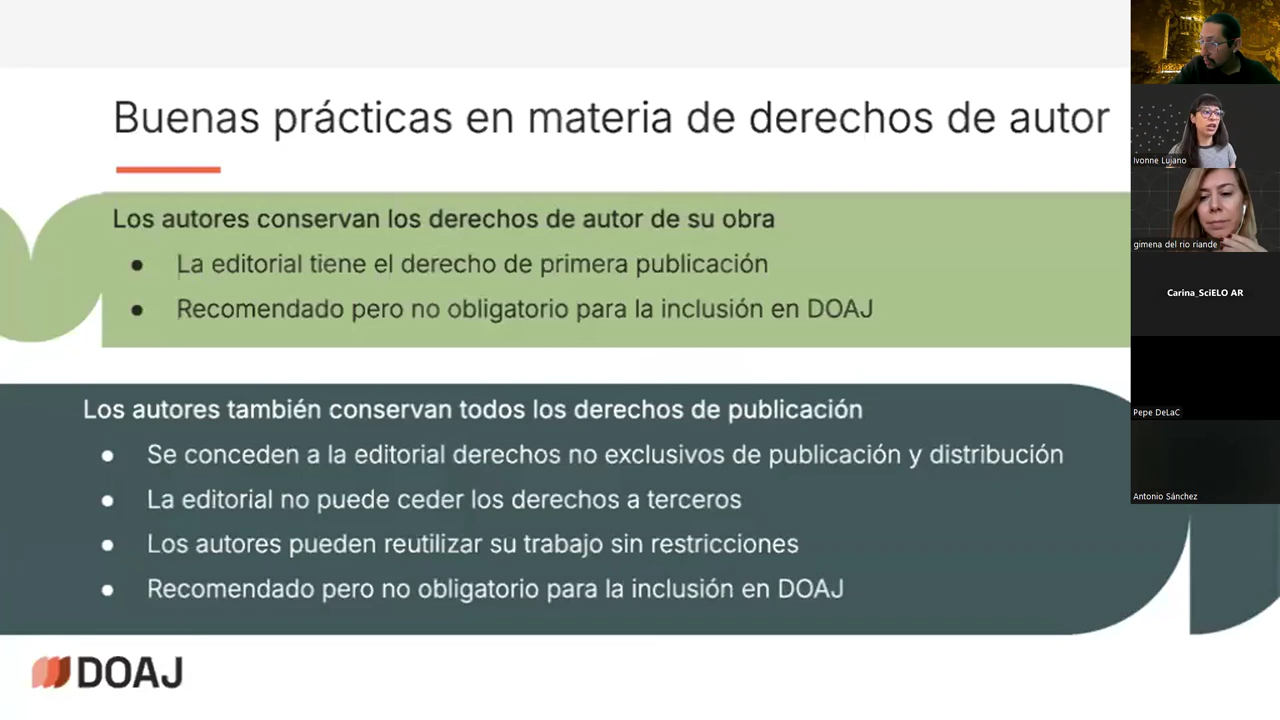 Buenas prácticas en materia de derechos de autor
Los autores conservan los derechos de autor de su obra
● La editorial tiene el derecho de primera publicación
● Recomendado pero no obligatorio para la inclusión en DOAJ
Los autores también conservan todos los derechos de publicación
● Se conceden a la editorial derechos no exclusivos de publicación y distribución
● La editorial no puede ceder los derechos a terceros
● Los autores pueden reutilizar su trabajo sin restricciones
● Recomendado pero no obligatorio para la inclusión en DOAJ
DOAJ
Ivonne Lujano
gimena del rio riande
Carina_SciELO AR
Pepe DeLaC
Antonio Sánchez